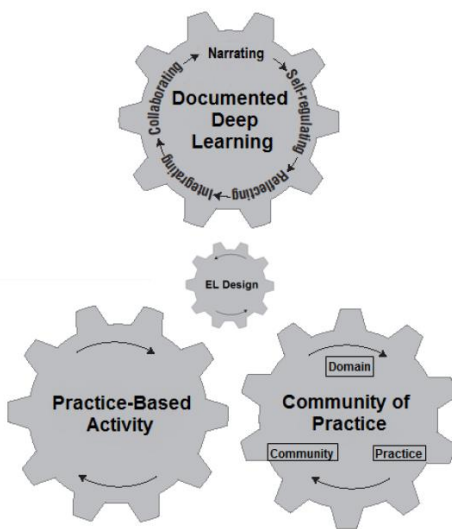 Narrating
Self-regulating
Reflecting
Integrating
Collaborating
Documented
Deep
Learning
EL Design
Practice-Based
Activity
Domain
Community of
Practice
Community
Practice